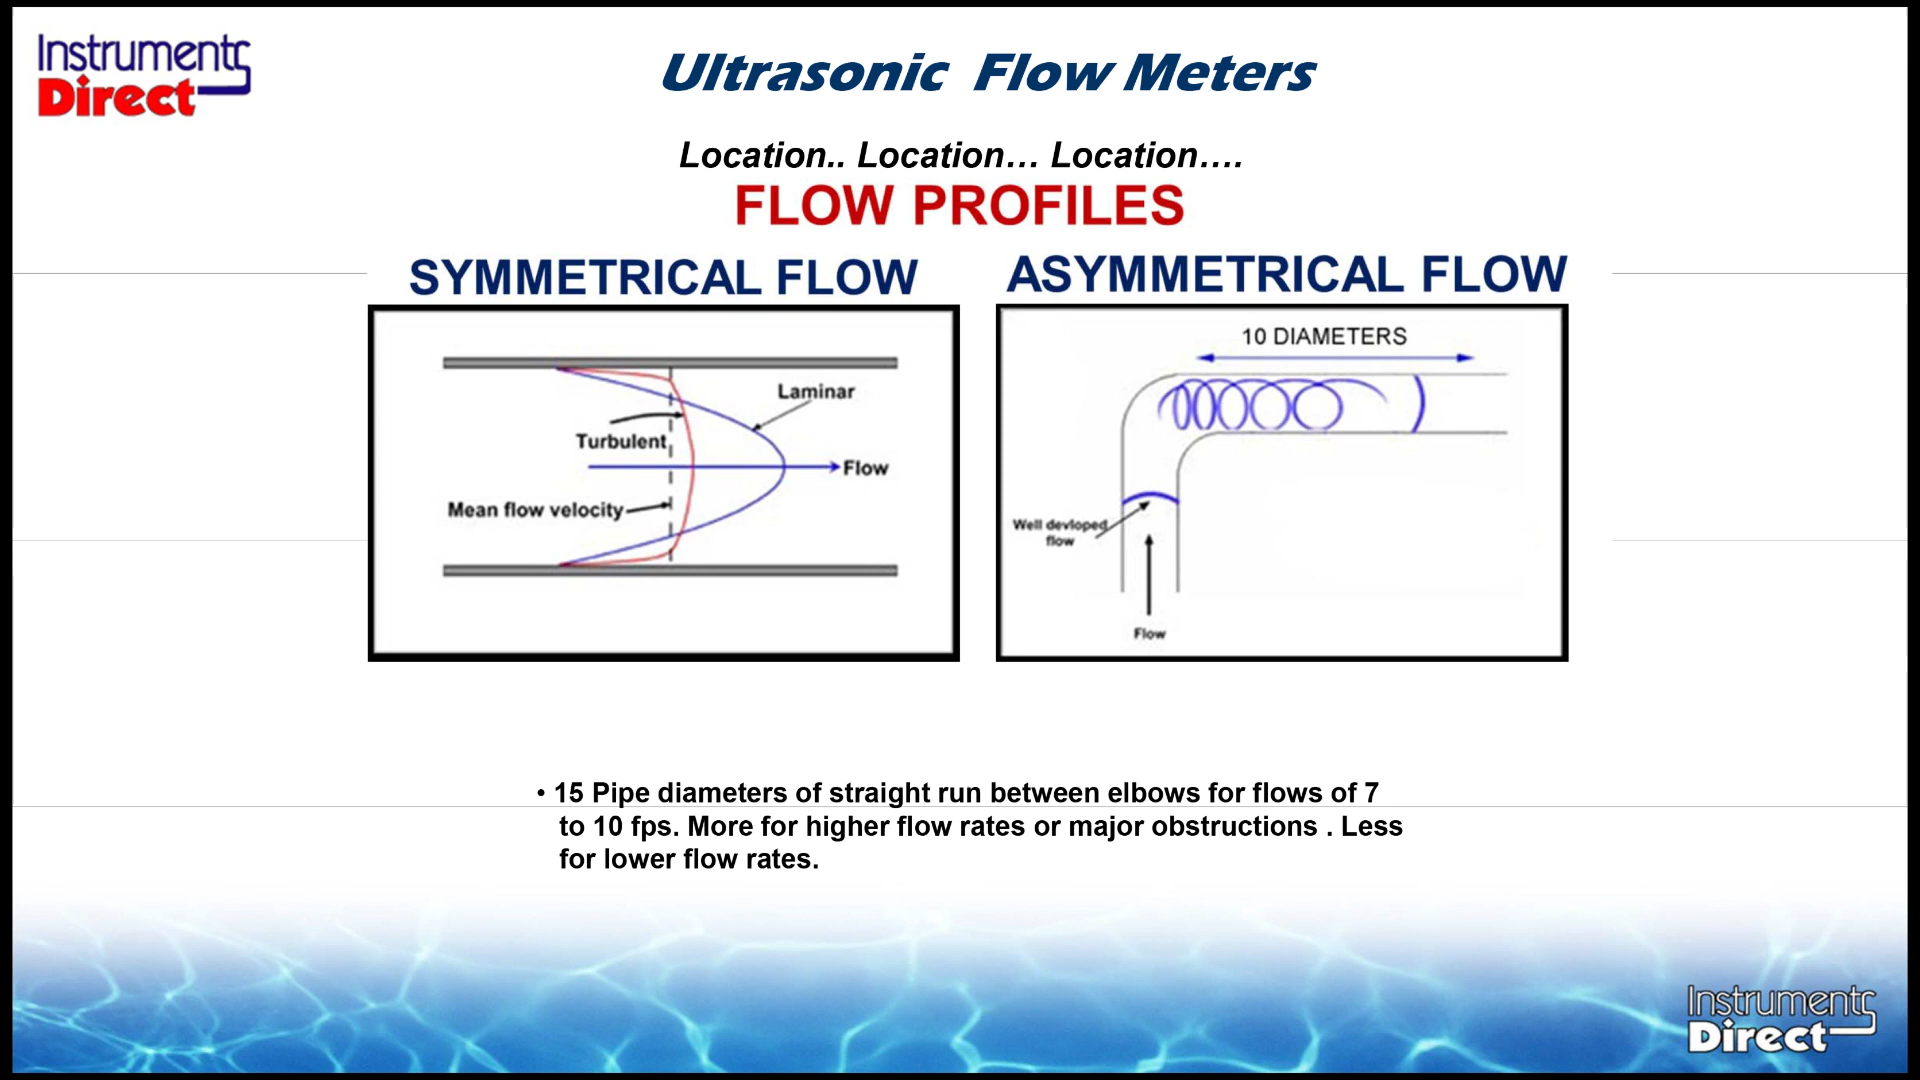 Instruments
Direct
Ultrasonic Flow Meters
Location.. Location… Location….
FLOW PROFILES
SYMMETRICAL FLOW
Laminar
Turbulent
Flow
Mean flow velocity
ASYMMETRICAL FLOW
10 DIAMETERS
Well devloped
flow
Flow
• 15 Pipe diameters of straight run between elbows for flows of 7
to 10 fps. More for higher flow rates or major obstructions . Less
for lower flow rates.
Instruments
Direct